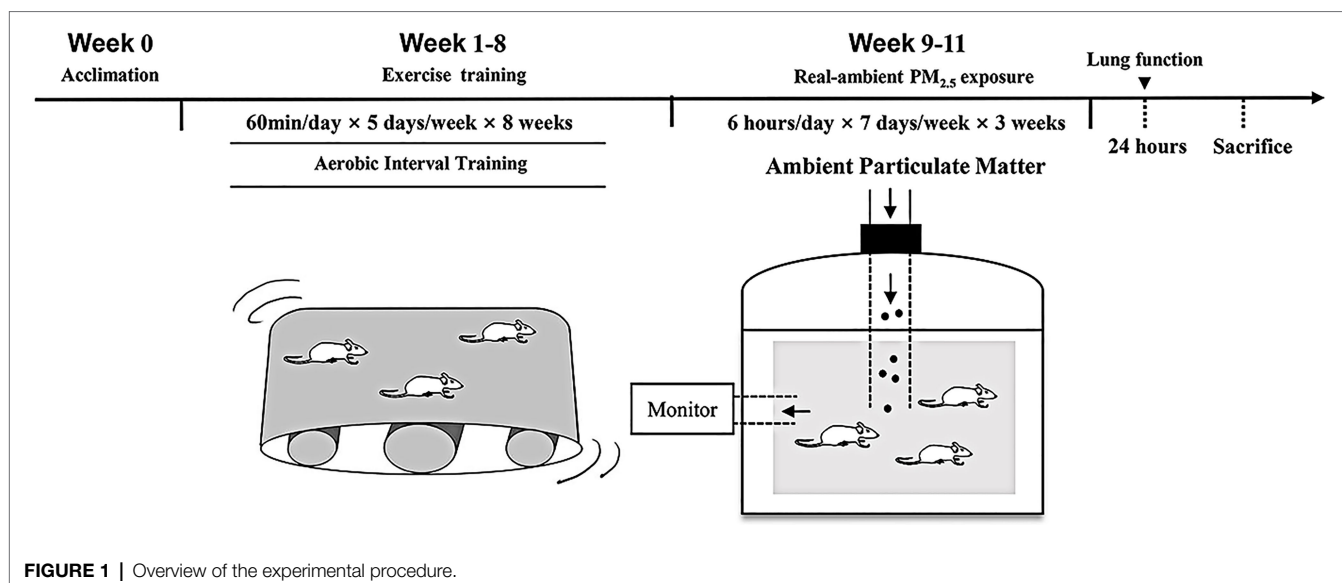 Week 0
Acclimation
Week 1-8
Exercise training
Week 9-11
Real-ambient PM2.5 exposure
Lung function
60min/day × 5 days/week × 8 weeks
Aerobic Interval Training
6 hours/day × 7 days/week × 3 weeks
24 hours
Sacrifice
Ambient Particulate Matter
Monitor
FIGURE 1 | Overview of the experimental procedure.